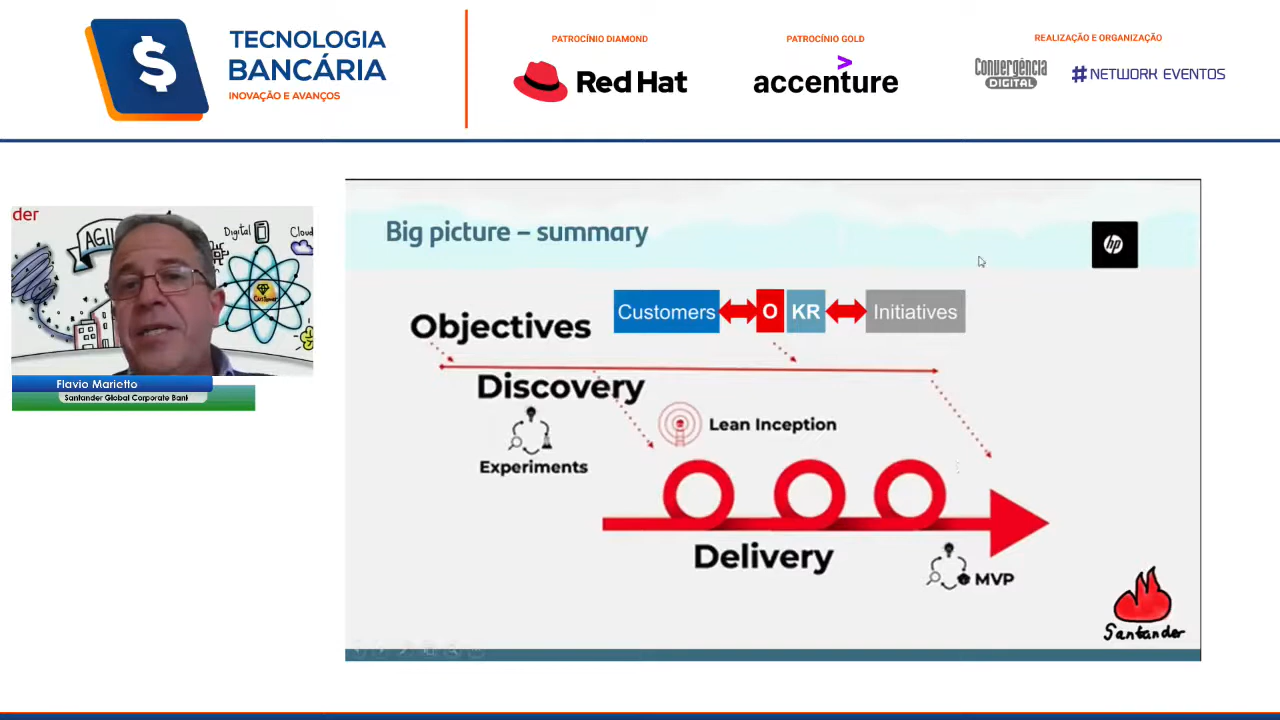 TECNOLOGIA
BANCÁRIA
INOVAÇÃO E AVANÇOS
PATROCÍNIO DIAMOND
Red Hat
PATROCÍNIO GOLD
accenture
REALIZAÇÃO E ORGANIZAÇÃO
Convergência
DIGITAL
# NETWORK EVENTOS
der
AGIL
Digital
Cloud
Customer
Flavio Marietto
Santander Global Corporate Bank
Big picture – summary
hp
Customers
O
KR
Initiatives
Objectives
Discovery
Lean Inception
Experiments
Delivery
MVP
Santander